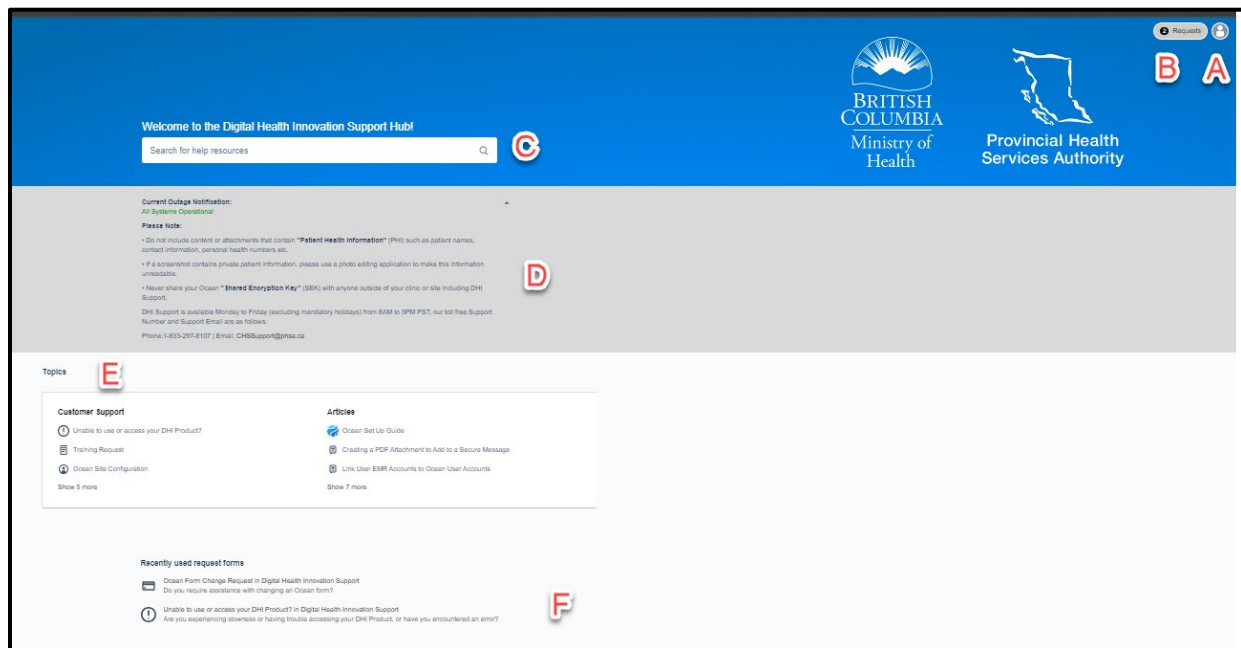 2 Requests
B
A
BRITISH
COLUMBIA
Ministry of
Health
Provincial Health
Services Authority
Welcome to the Digital Health Innovation Support Hub!
Search for help resources
C
Current Outage Notification:
All Systems Operational
Please Note:
• Do not include content or attachments that contain "Patient Health Information" (PHI) such as patient names,
contact information, personal health numbers etc.
• If a screenshot contains private patient information, please use a photo editing application to make this information
unreadable.
• Never share your Ocean "Shared Encryption Key" (SEK) with anyone outside of your clinic or site including DHI
Support.
DHI Support is available Monday to Friday (excluding mandatory holidays) from 8AM to 5PM PST, our toll free Support
Number and Support Email are as follows:
Phone:1-833-297-8107 | Email: CHSSupport@phsa.ca
D
Topics
E
Customer Support
Unable to use or access your DHI Product?
Training Request
Ocean Site Configuration
Show 5 more
Articles
Ocean Set Up Guide
Creating a PDF Attachment to Add to a Secure Message
Link User EMR Accounts to Ocean User Accounts
Show 7 more
Recently used request forms
Ocean Form Change Request in Digital Health Innovation Support
Do you require assistance with changing an Ocean form?
Unable to use or access your DHI Product? in Digital Health Innovation Support
Are you experiencing slowness or having trouble accessing your DHI Product, or have you encountered an error?
F